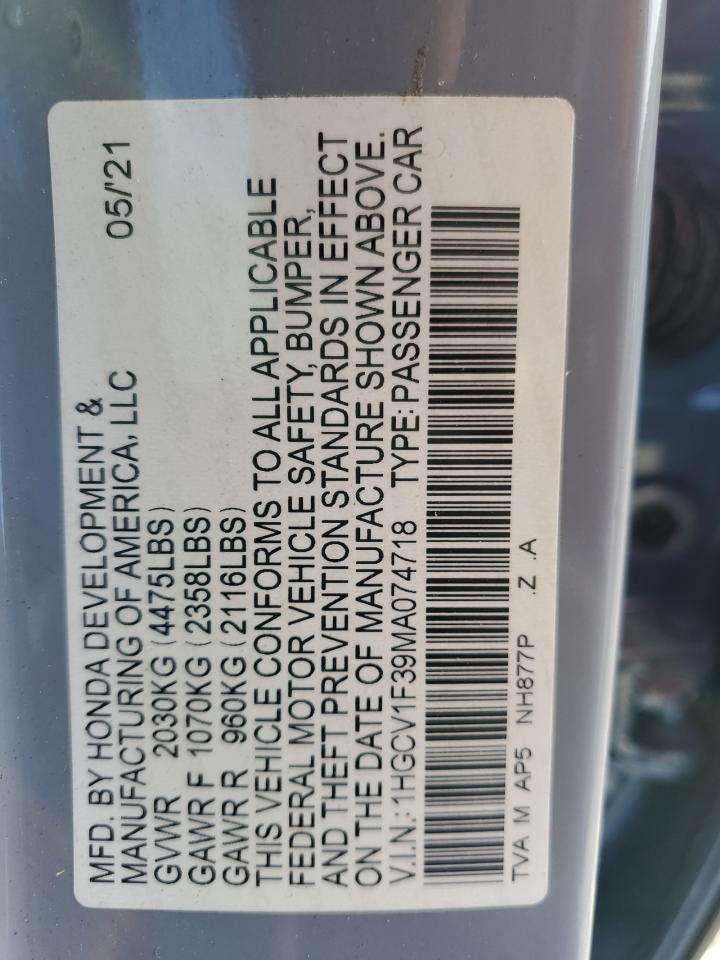 MFD. BY HONDA DEVELOPMENT &
MANUFACTURING OF AMERICA, LLC 05/'21
GVWR 2030KG (4475LBS)
GAWR F 1070KG (2358LBS)
GAWR R 960KG (2116LBS)
THIS VEHICLE CONFORMS TO ALL APPLICABLE
FEDERAL MOTOR VEHICLE SAFETY, BUMPER,
AND THEFT PREVENTION STANDARDS IN EFFECT
ON THE DATE OF MANUFACTURE SHOWN ABOVE.
V.I.N.: 1HGCV1F39MA074718 TYPE: PASSENGER CAR
TVA M AP5 NH877P .Z .A